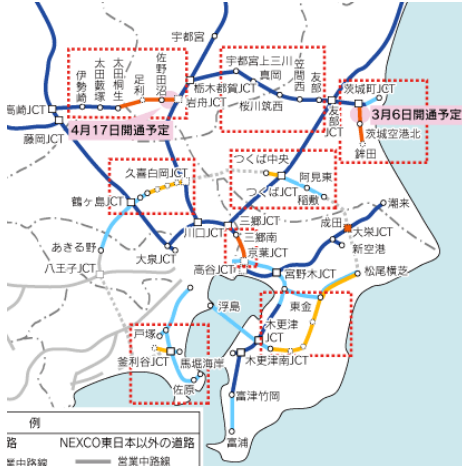 宇都宮
佐野田沼
足利
太田桐生
太田藪塚
伊勢崎
宇都宮上三川
真岡
桜川筑西
笠間西
友部
栃木都賀JCT
岩舟JCT
高崎JCT
藤岡JCT
4月17日開通予定
茨城町JCT
3月6日開通予定
茨城空港北
鉾田
友部JCT
久喜白岡JCT
つくば中央
つくばJCT
阿見東
稲敷
鶴ヶ島JCT
川口JCT
三郷JCT
三郷南
京葉JCT
高谷JCT
成田
潮来
大栄JCT
新空港
あきる野
八王子JCT
大泉JCT
宮野木JCT
松尾横芝
東金
浮島
木更津JCT
木更津南JCT
戸塚
釜利谷JCT
馬堀海岸
佐原
富津竹岡
富浦
例
路
NEXCO東日本以外の道路
業中路線
営業中路線